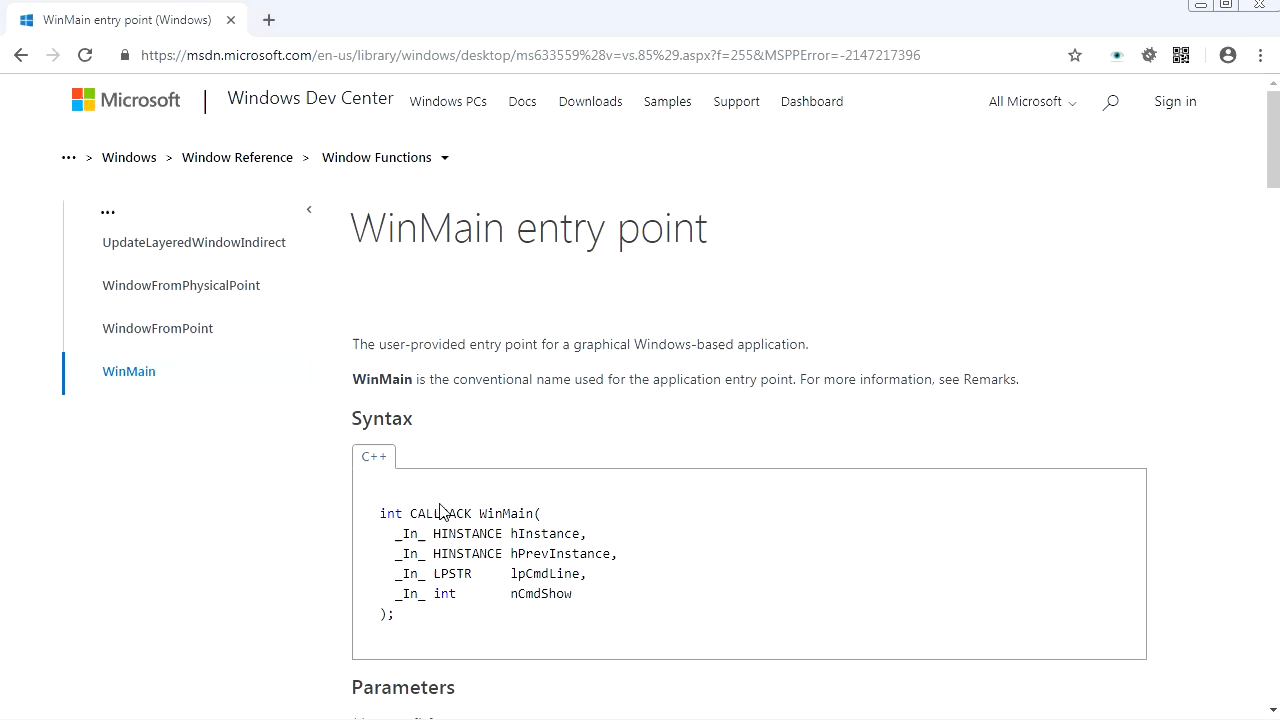 WinMain entry point (Windows)
https://msdn.microsoft.com/en-us/library/windows/desktop/ms633559%28v=vs.85%29.aspx?f=255&MSPPError=-2147217396
Microsoft | Windows Dev Center Windows PCs Docs Downloads Samples Support Dashboard All Microsoft Sign in
... > Windows > Window Reference > Window Functions
...
UpdateLayeredWindowIndirect
WindowFromPhysicalPoint
WindowFromPoint
WinMain
WinMain entry point
The user-provided entry point for a graphical Windows-based application.
WinMain is the conventional name used for the application entry point. For more information, see Remarks.
Syntax
C++
int CALLBACK WinMain(
_In_ HINSTANCE hInstance,
_In_ HINSTANCE hPrevInstance,
_In_ LPSTR lpCmdLine,
_In_ int nCmdShow
);
Parameters